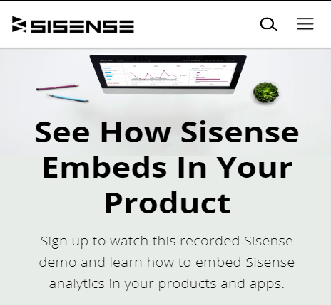 SISENSE
See How Sisense
Embeds In Your
Product
Sign up to watch this recorded Sisense
demo and learn how to embed Sisense
analytics in your products and apps.